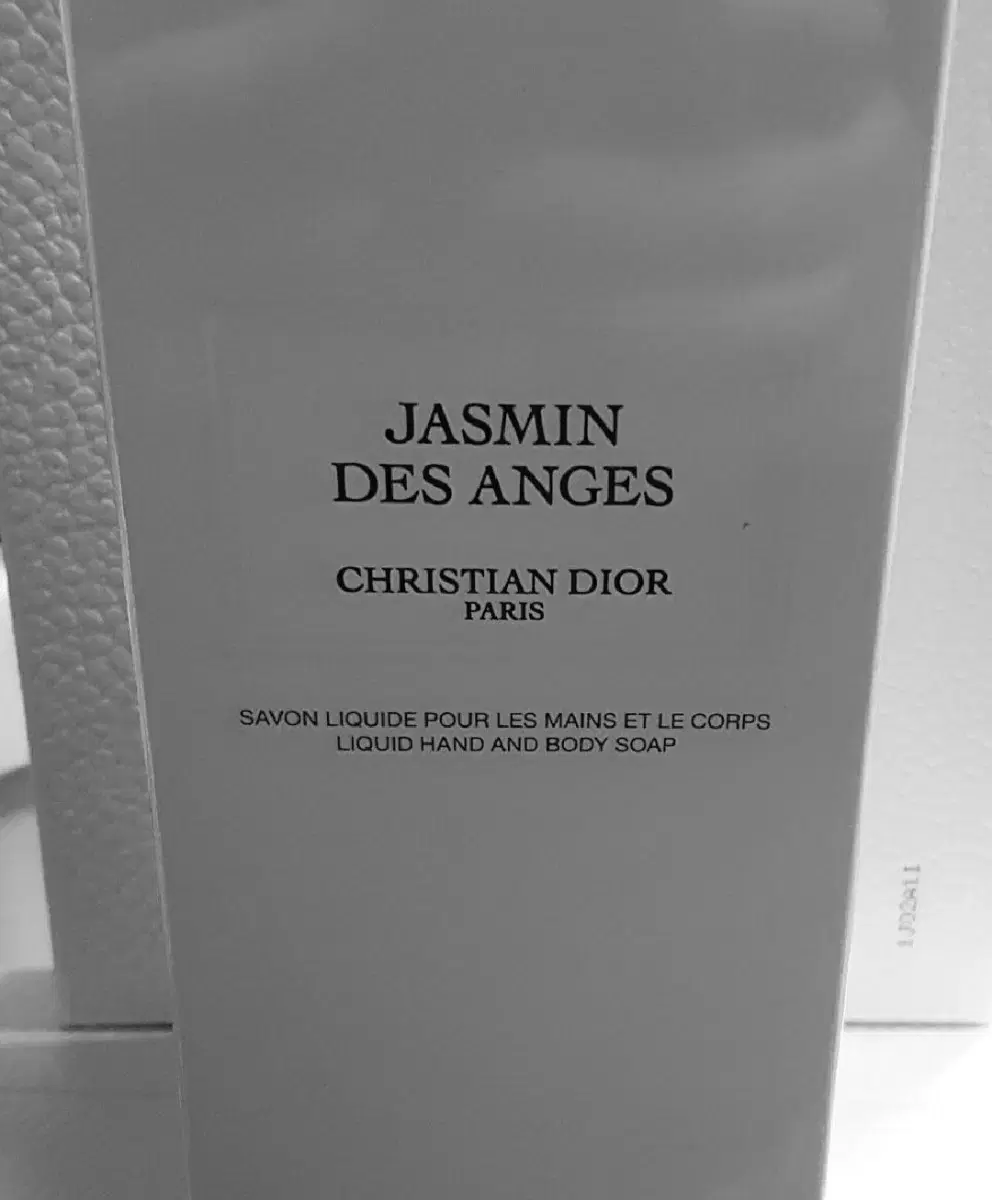 JASMIN
DES ANGES
CHRISTIAN DIOR
PARIS
SAVON LIQUIDE POUR LES MAINS ET LE CORPS
LIQUID HAND AND BODY SOAP
1J02A11